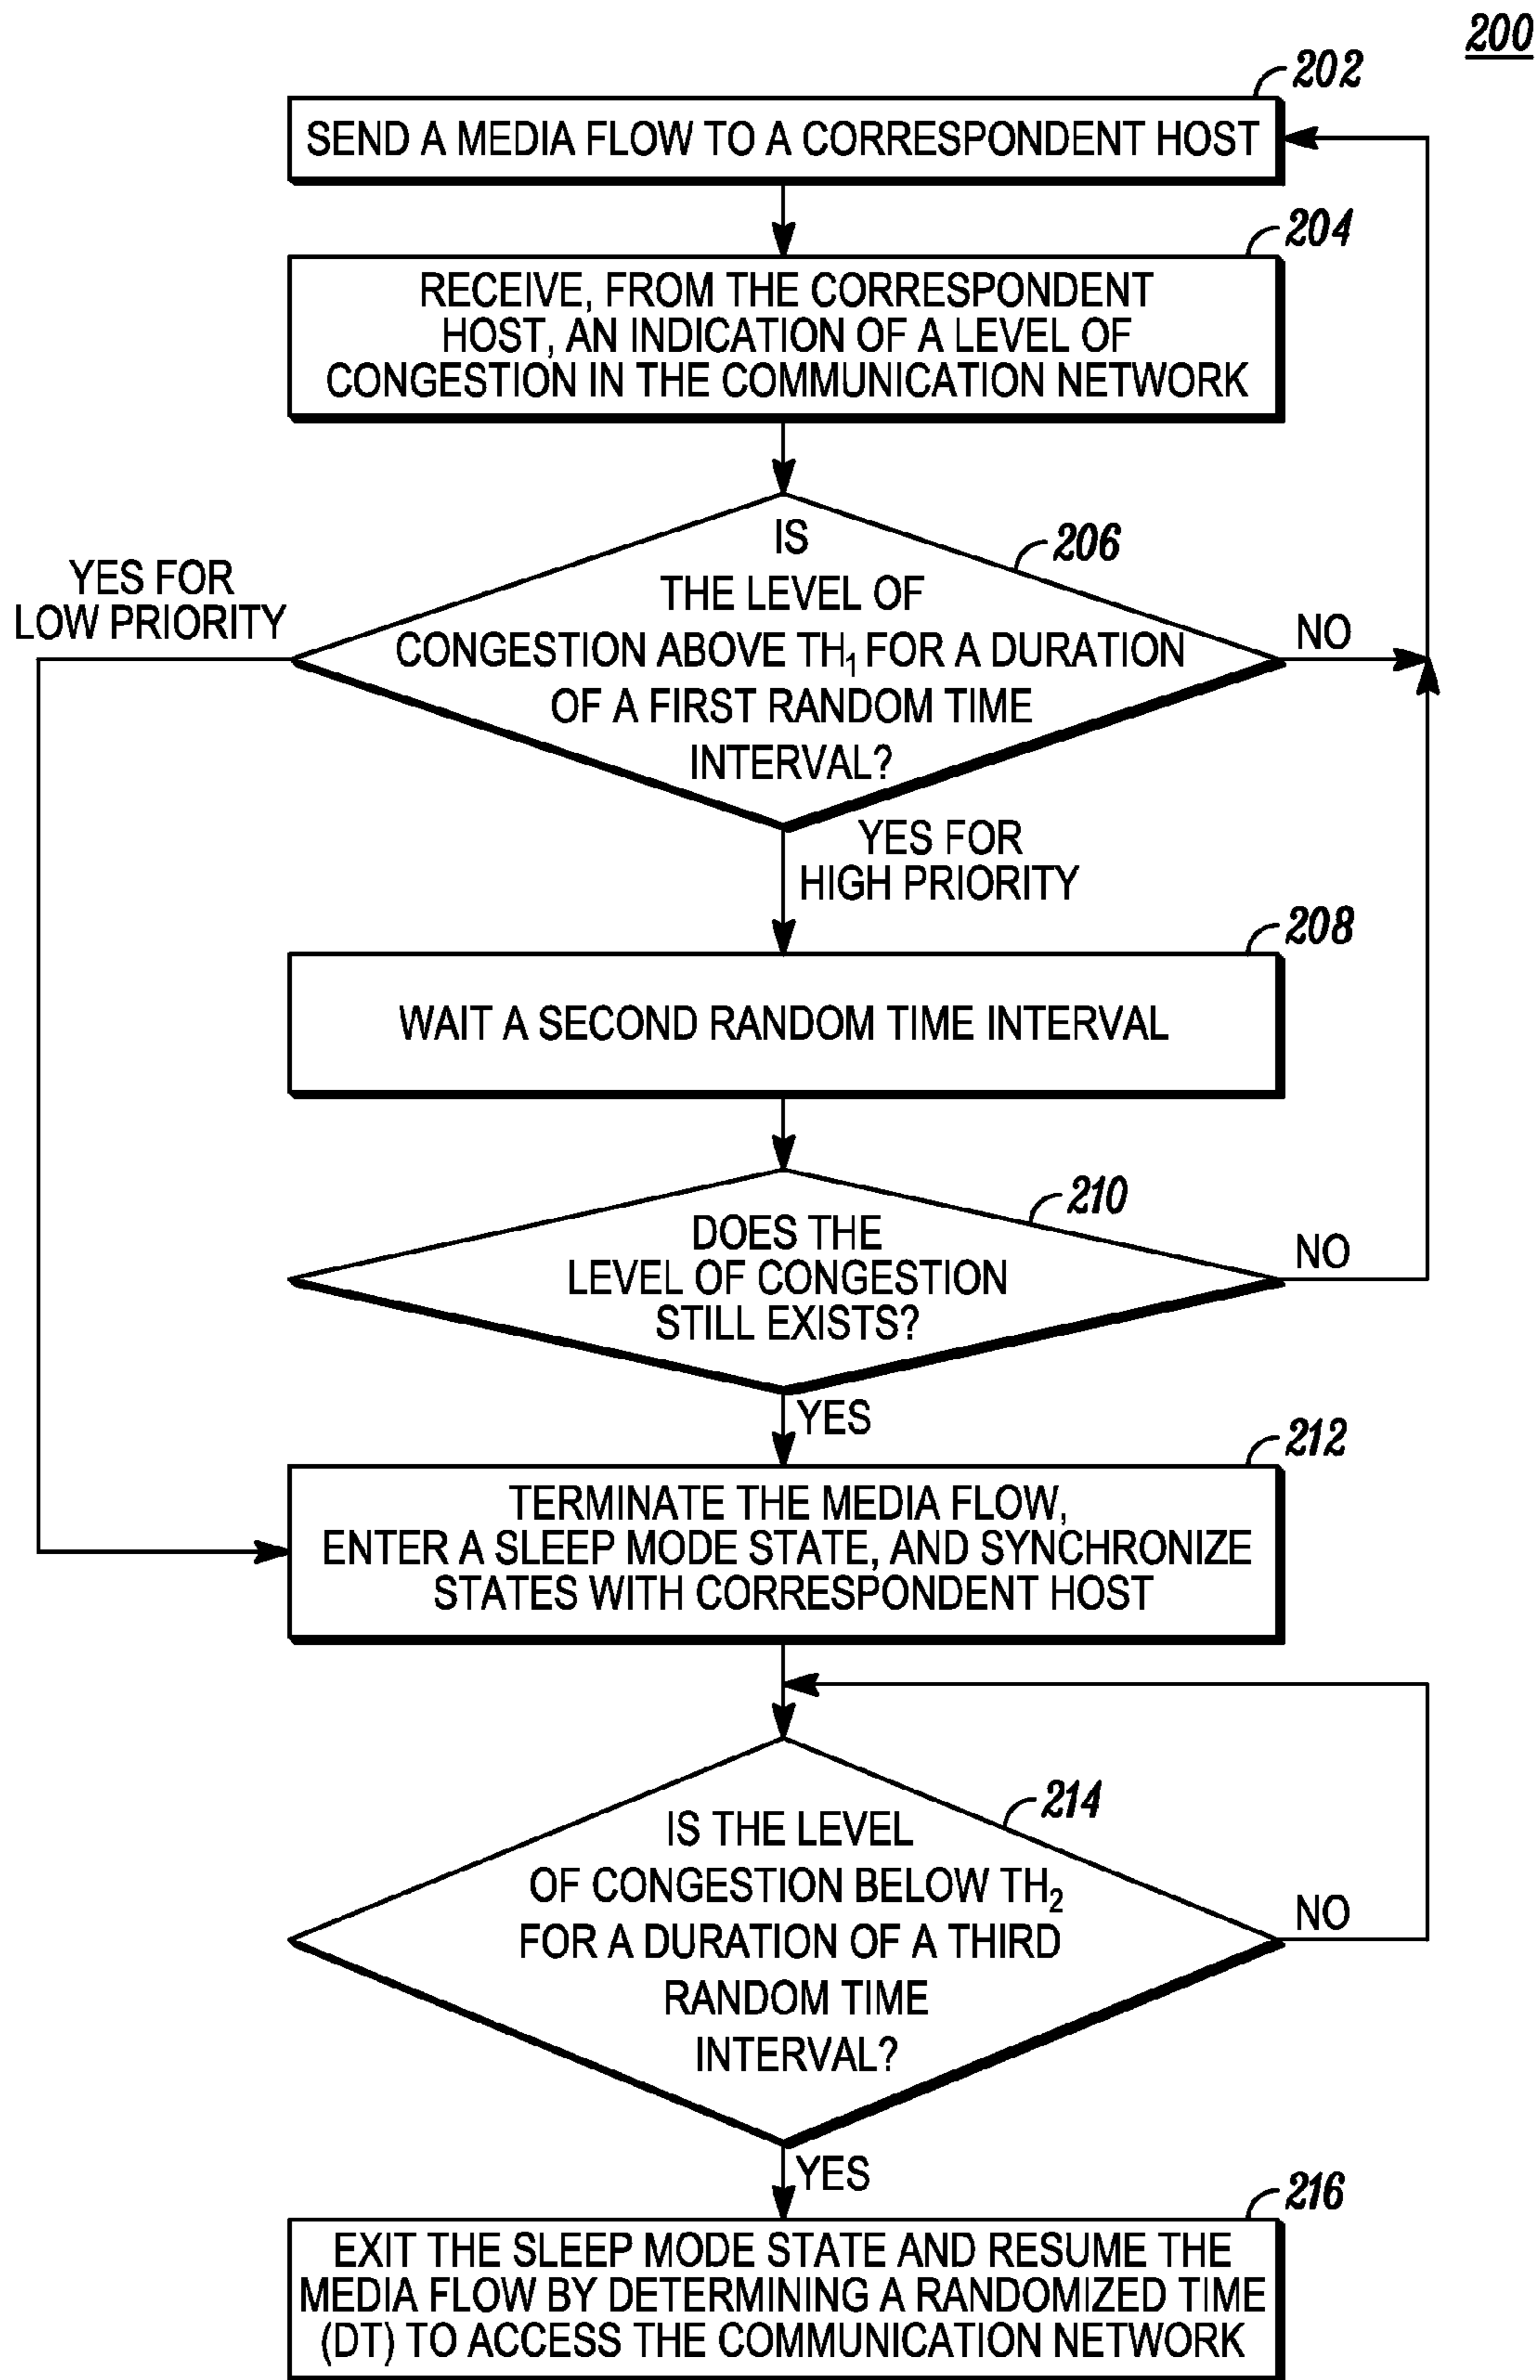 200
202
SEND A MEDIA FLOW TO A CORRESPONDENT HOST
204
RECEIVE, FROM THE CORRESPONDENT
HOST, AN INDICATION OF A LEVEL OF
CONGESTION IN THE COMMUNICATION NETWORK
206
IS
THE LEVEL OF
CONGESTION ABOVE TH₁ FOR A DURATION
OF A FIRST RANDOM TIME
INTERVAL?
YES FOR
LOW PRIORITY
NO
YES FOR
HIGH PRIORITY
208
WAIT A SECOND RANDOM TIME INTERVAL
210
DOES THE
LEVEL OF CONGESTION
STILL EXISTS?
NO
YES
212
TERMINATE THE MEDIA FLOW,
ENTER A SLEEP MODE STATE, AND SYNCHRONIZE
STATES WITH CORRESPONDENT HOST
214
IS THE LEVEL
OF CONGESTION BELOW TH₂
FOR A DURATION OF A THIRD
RANDOM TIME
INTERVAL?
NO
YES
216
EXIT THE SLEEP MODE STATE AND RESUME THE
MEDIA FLOW BY DETERMINING A RANDOMIZED TIME
(DT) TO ACCESS THE COMMUNICATION NETWORK